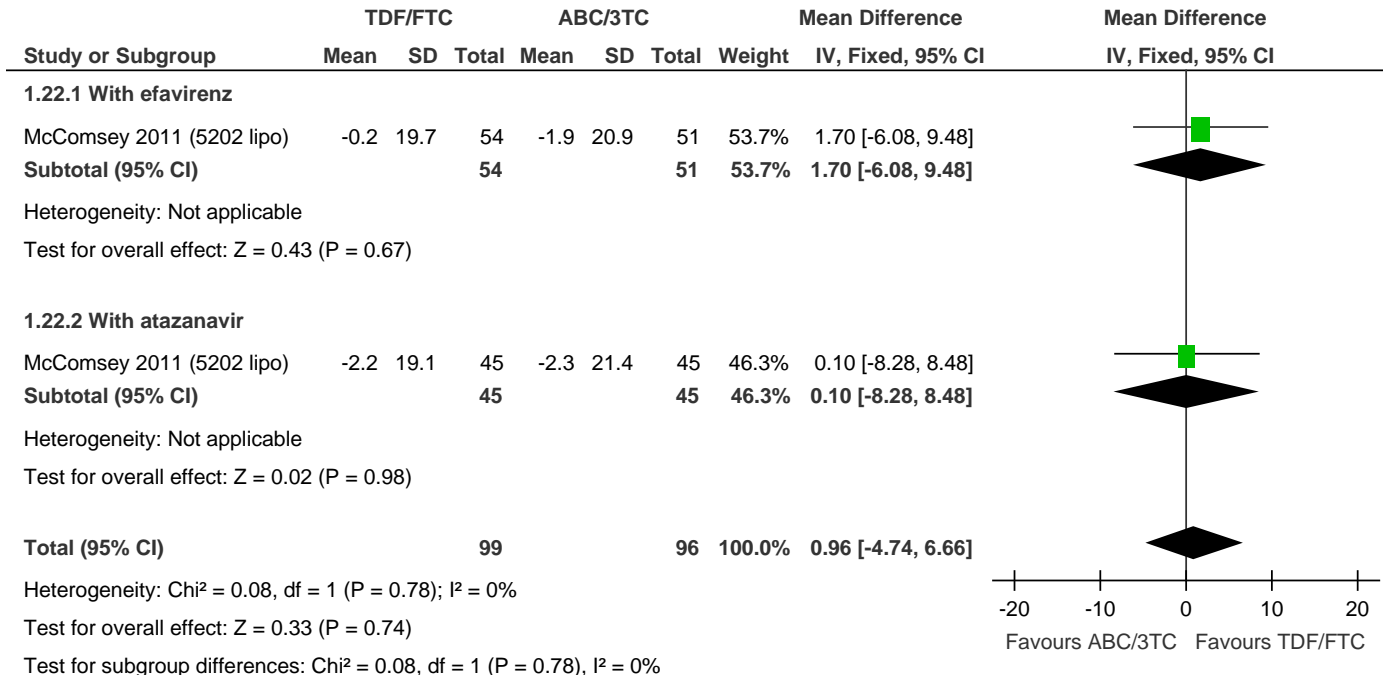 TDF/FTC ABC/3TC Mean Difference Mean Difference
Study or Subgroup Mean SD Total Mean SD Total Weight IV, Fixed, 95% CI IV, Fixed, 95% CI
1.22.1 With efavirenz
McComsey 2011 (5202 lipo) -0.2 19.7 54 -1.9 20.9 51 53.7% 1.70 [-6.08, 9.48]
Subtotal (95% CI) 54 51 53.7% 1.70 [-6.08, 9.48]
Heterogeneity: Not applicable
Test for overall effect: Z = 0.43 (P = 0.67)
1.22.2 With atazanavir
McComsey 2011 (5202 lipo) -2.2 19.1 45 -2.3 21.4 45 46.3% 0.10 [-8.28, 8.48]
Subtotal (95% CI) 45 45 46.3% 0.10 [-8.28, 8.48]
Heterogeneity: Not applicable
Test for overall effect: Z = 0.02 (P = 0.98)
Total (95% CI) 99 96 100.0% 0.96 [-4.74, 6.66]
Heterogeneity: Chi² = 0.08, df = 1 (P = 0.78); I² = 0%
Test for overall effect: Z = 0.33 (P = 0.74)
Test for subgroup differences: Chi² = 0.08, df = 1 (P = 0.78), I² = 0%
-20 -10 0 10 20
Favours ABC/3TC Favours TDF/FTC